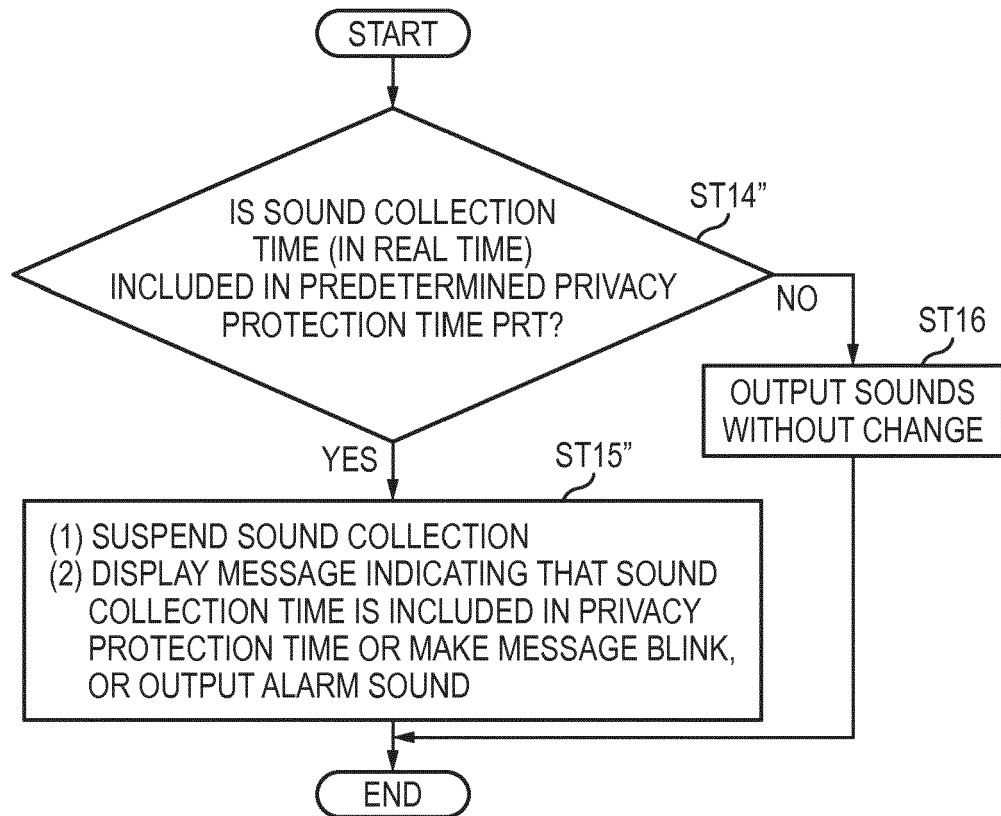 START
IS SOUND COLLECTION
TIME (IN REAL TIME)
INCLUDED IN PREDETERMINED PRIVACY
PROTECTION TIME PRT?
ST14”
NO
ST16
OUTPUT SOUNDS
WITHOUT CHANGE
YES
ST15”
(1) SUSPEND SOUND COLLECTION
(2) DISPLAY MESSAGE INDICATING THAT SOUND
COLLECTION TIME IS INCLUDED IN PRIVACY
PROTECTION TIME OR MAKE MESSAGE BLINK,
OR OUTPUT ALARM SOUND
END